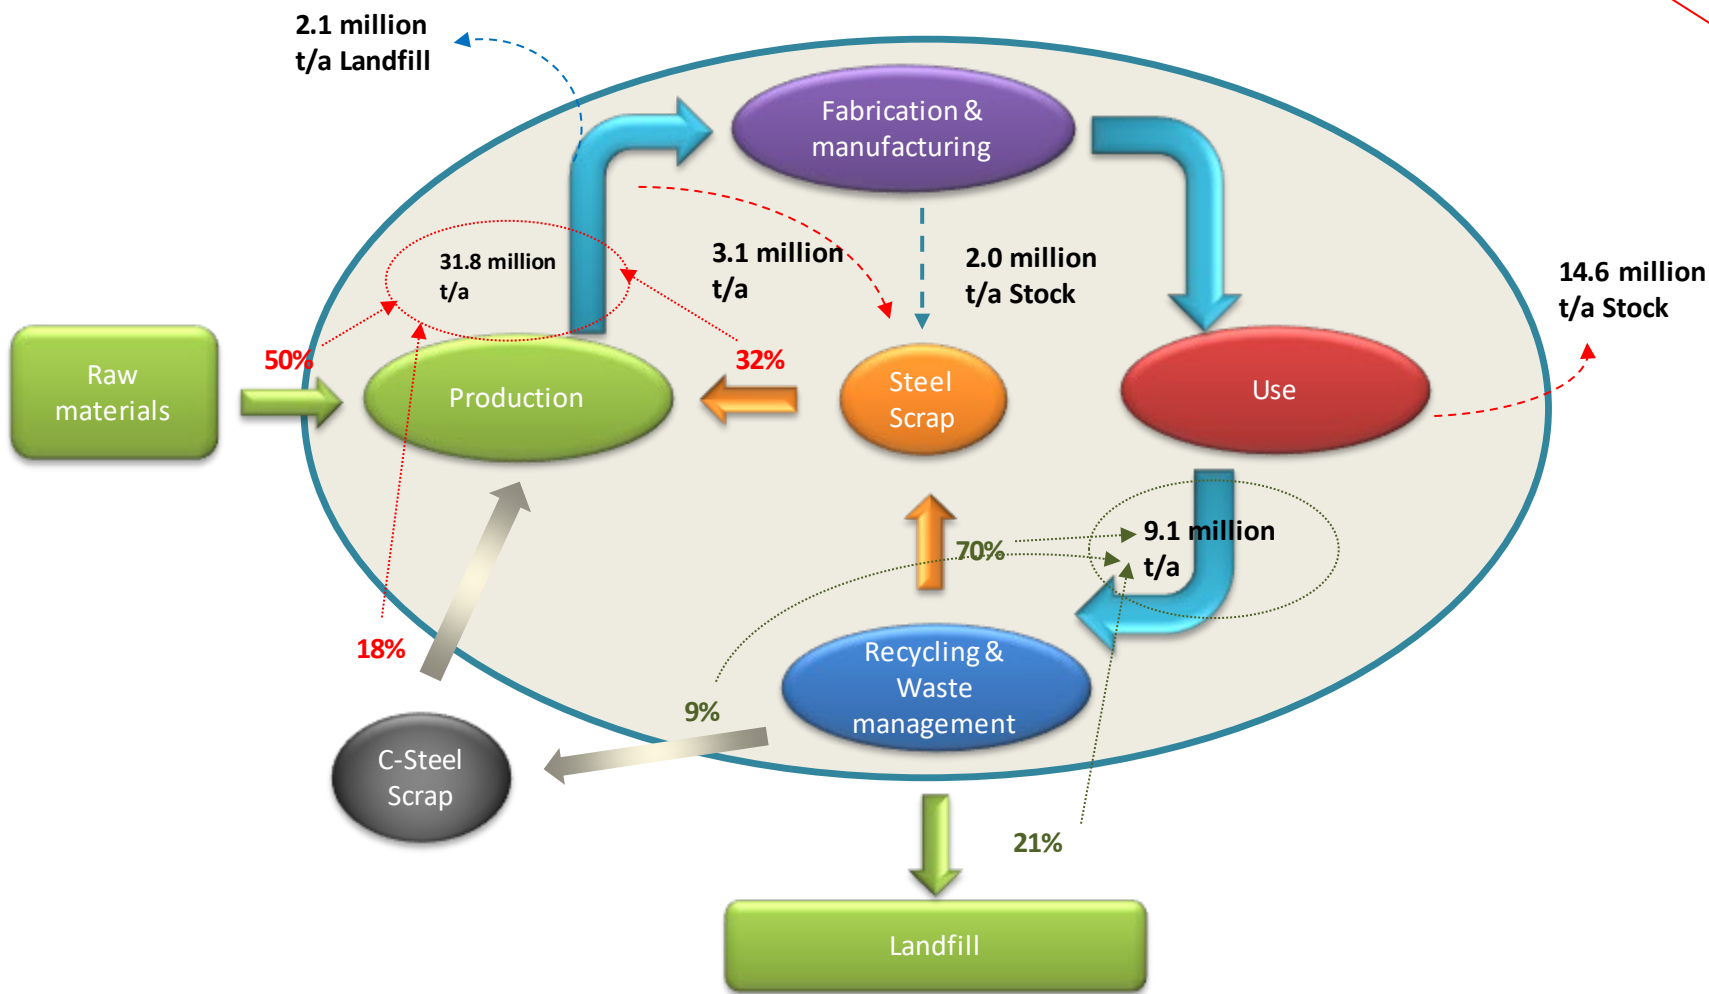 2.1 million
t/a Landfill
Fabrication &
manufacturing
31.8 million
t/a
3.1 million
t/a
2.0 million
t/a Stock
14.6 million
t/a Stock
Raw
materials
50%
Production
32%
Steel
Scrap
Use
70%
9.1 million
t/a
18%
Recycling &
Waste
management
9%
C-Steel
Scrap
21%
Landfill